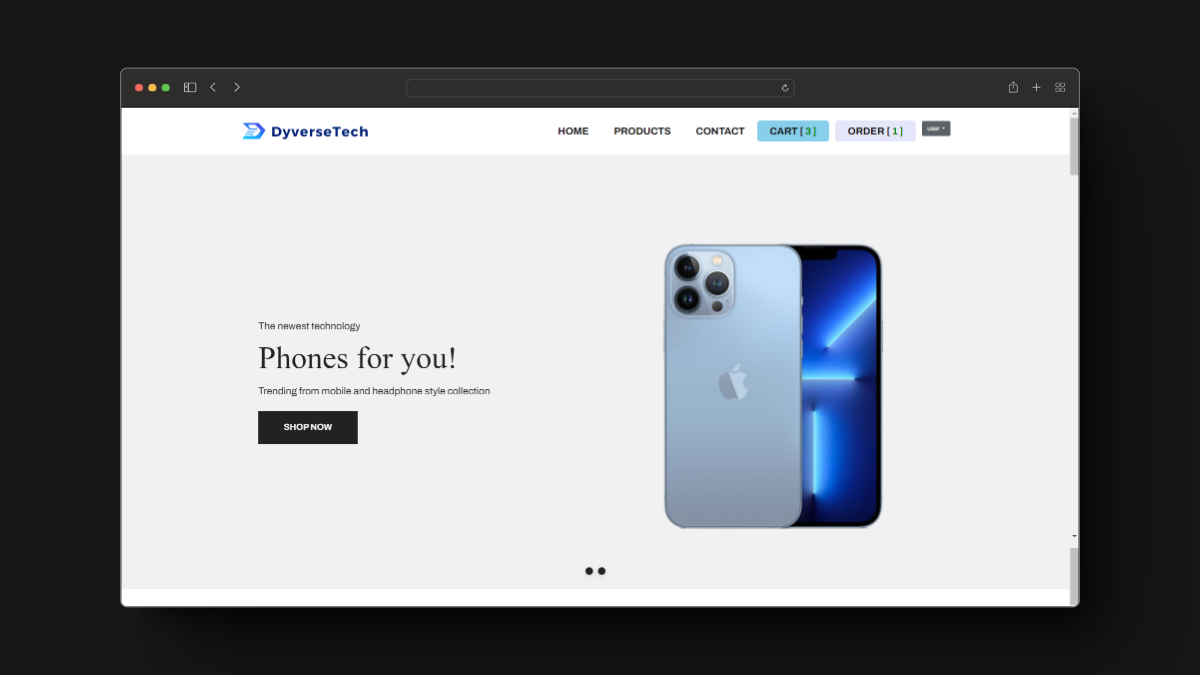 DyverseTech
HOME PRODUCTS CONTACT CART [ 3 ] ORDER [ 1 ] user
The newest technology
Phones for you!
Trending from mobile and headphone style collection
SHOP NOW